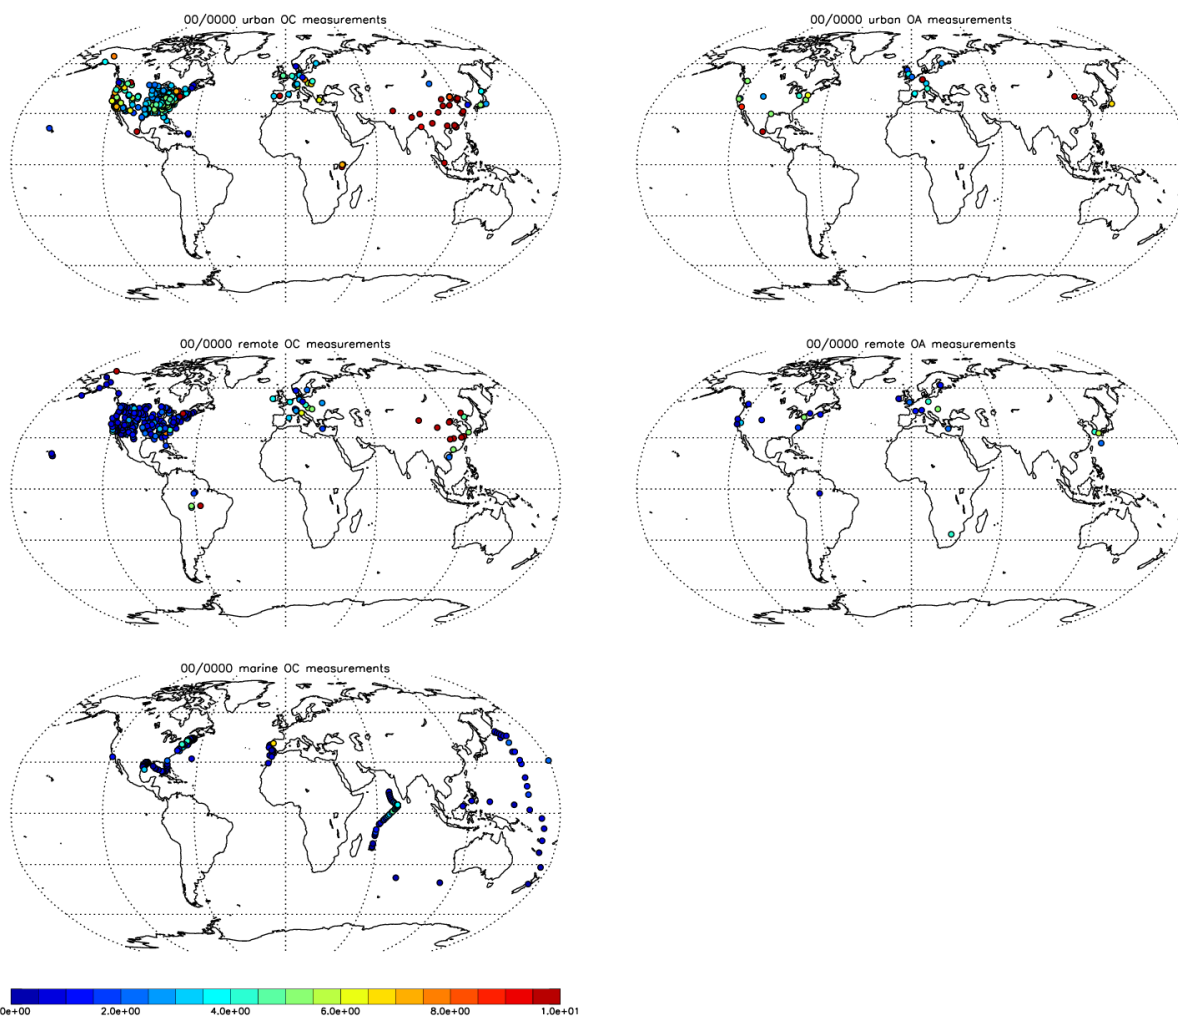 00/0000 urban OC measurements
00/0000 urban OA measurements
00/0000 remote OC measurements
00/0000 remote OA measurements
00/0000 marine OC measurements
0e+00 2.0e+00 4.0e+00 6.0e+00 8.0e+00 1.0e+01